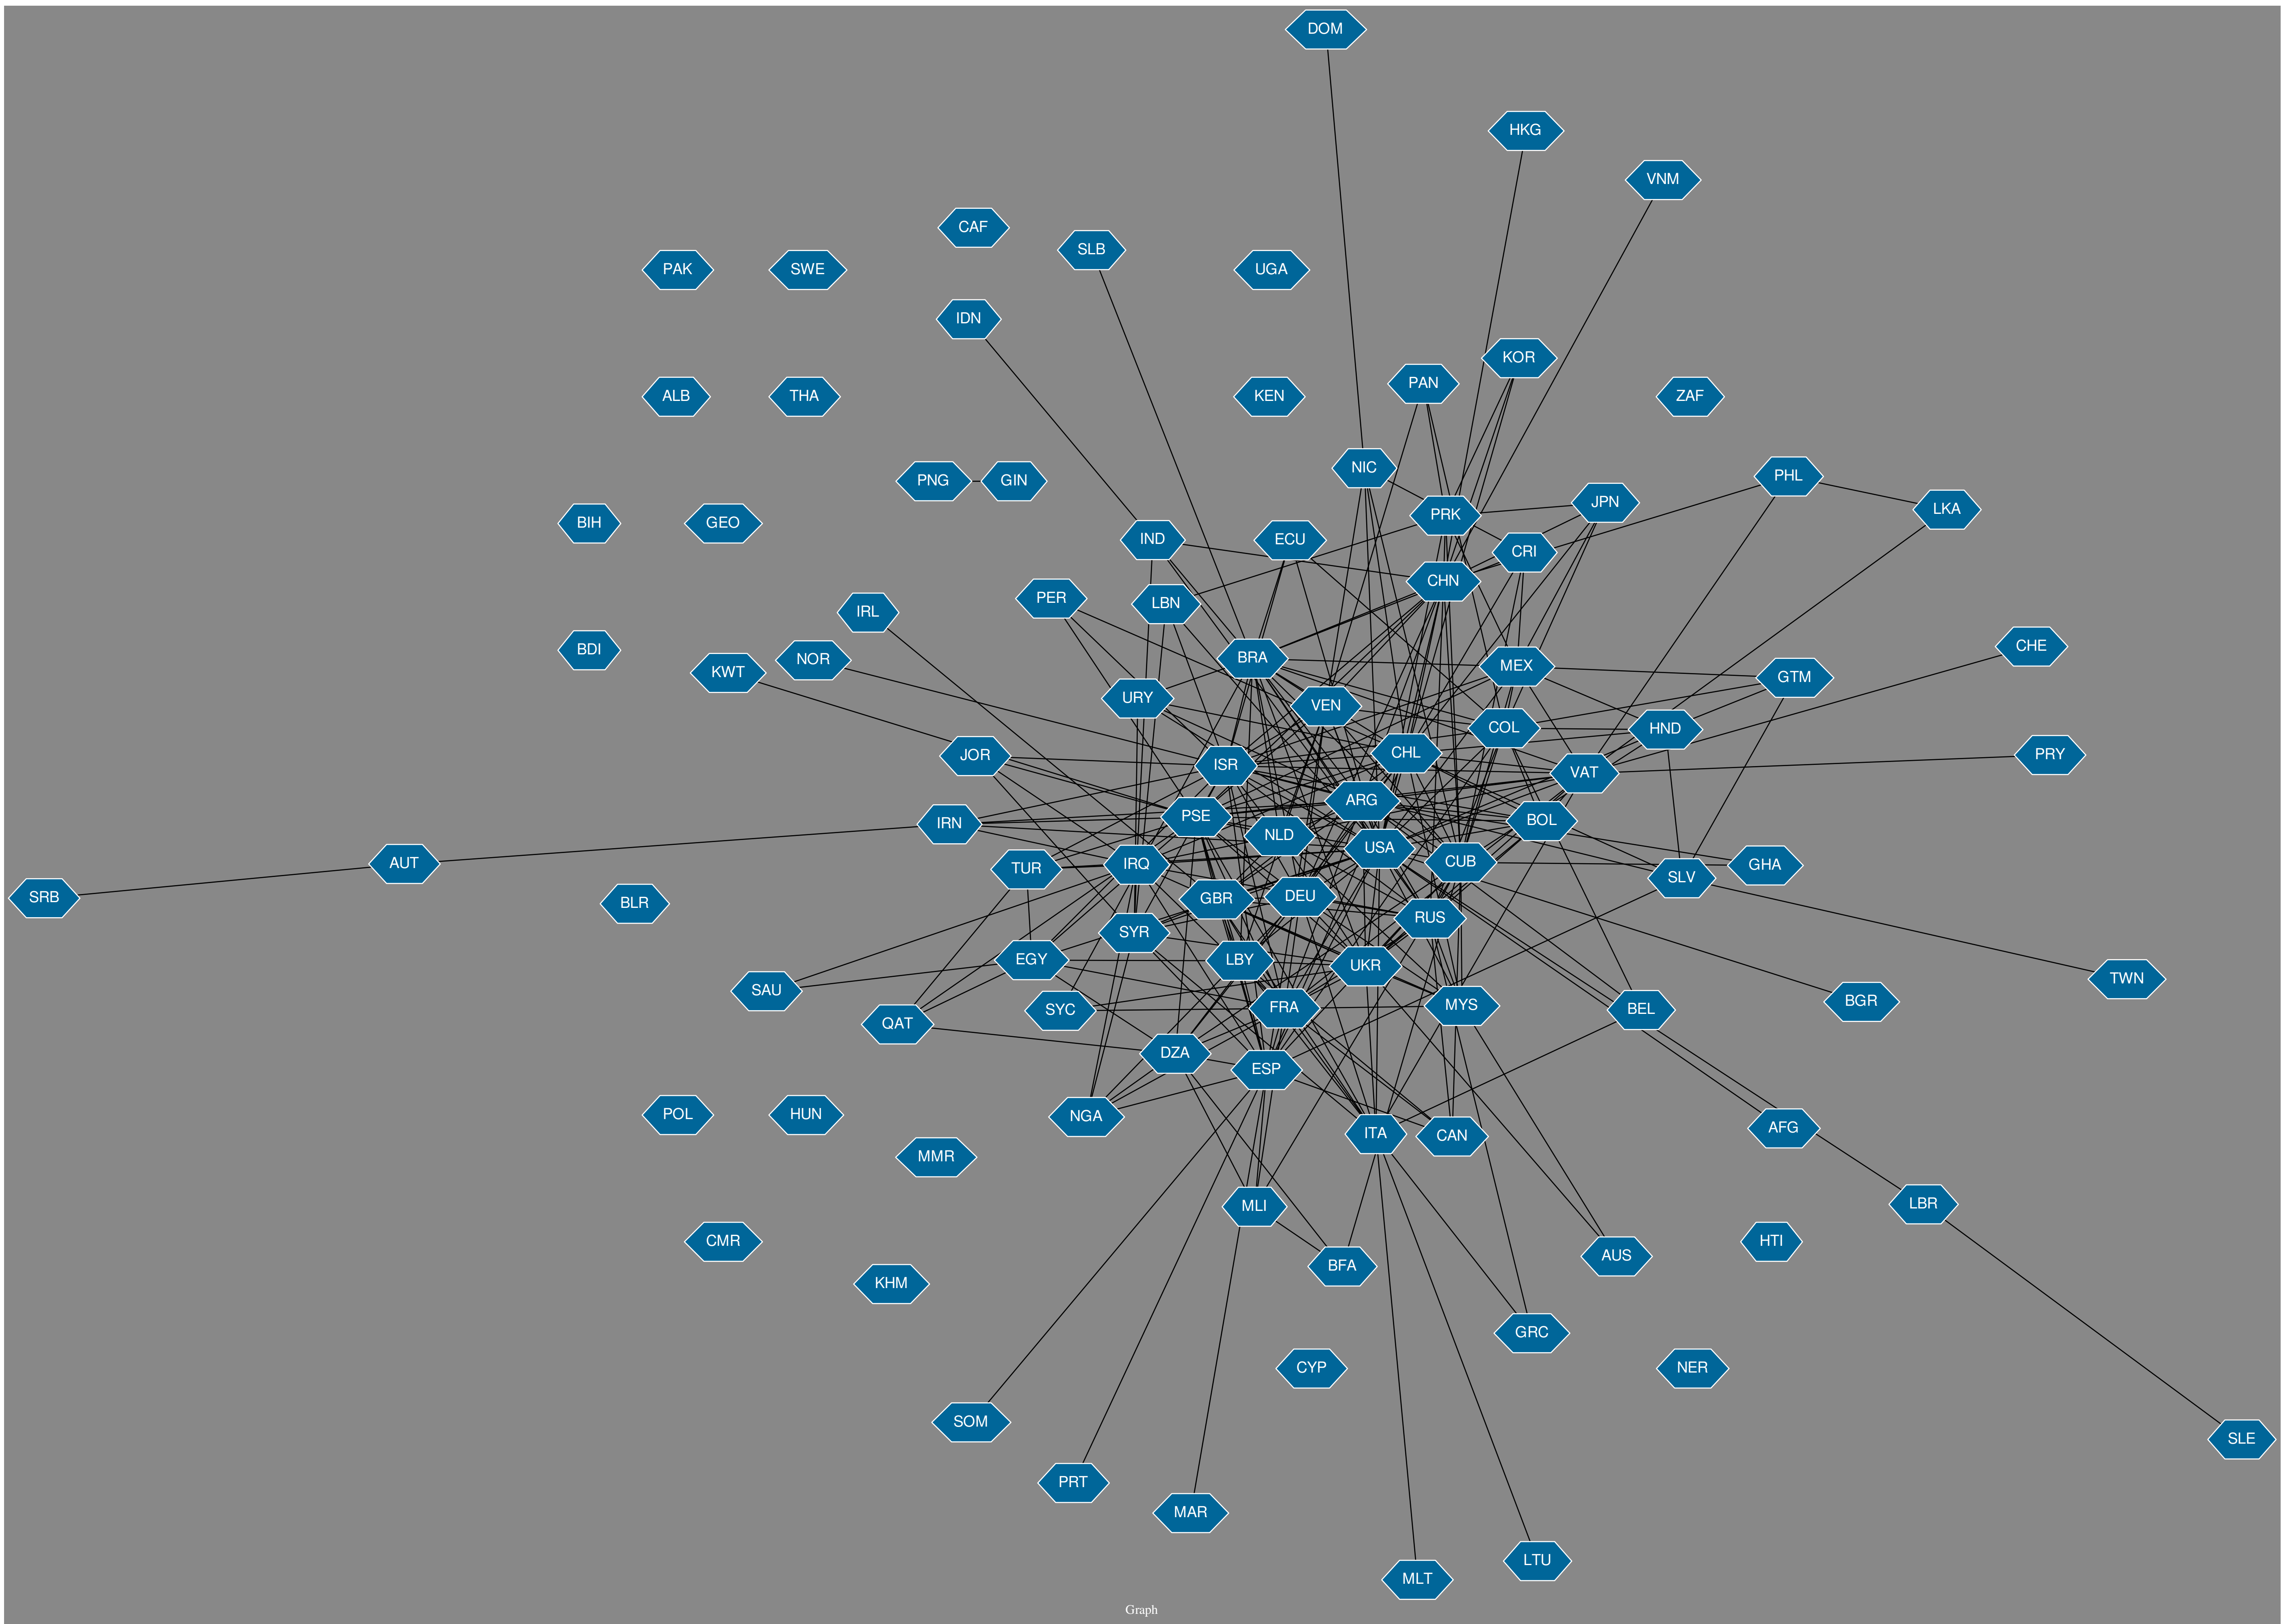 DOM
HKG
VNM
CAF
SLB
PAK
SWE
UGA
IDN
KOR
PAN
ALB
THA
KEN
ZAF
NIC
PHL
PNG
GIN
JPN
LKA
PRK
BIH
GEO
IND
ECU
CRI
CHN
PER
LBN
IRL
BDI
NOR
BRA
CHE
MEX
KWT
GTM
URY
VEN
COL
HND
JOR
CHL
PRY
ISR
VAT
ARG
PSE
BOL
IRN
NLD
USA
AUT
IRQ
CUB
GHA
TUR
SLV
SRB
BLR
GBR
DEU
RUS
SYR
EGY
LBY
UKR
TWN
SAU
BGR
MYS
FRA
SYC
BEL
QAT
DZA
ESP
POL
HUN
NGA
AFG
ITA
CAN
MMR
LBR
MLI
CMR
HTI
AUS
BFA
KHM
GRC
CYP
NER
SOM
SLE
PRT
MAR
LTU
MLT
Graph